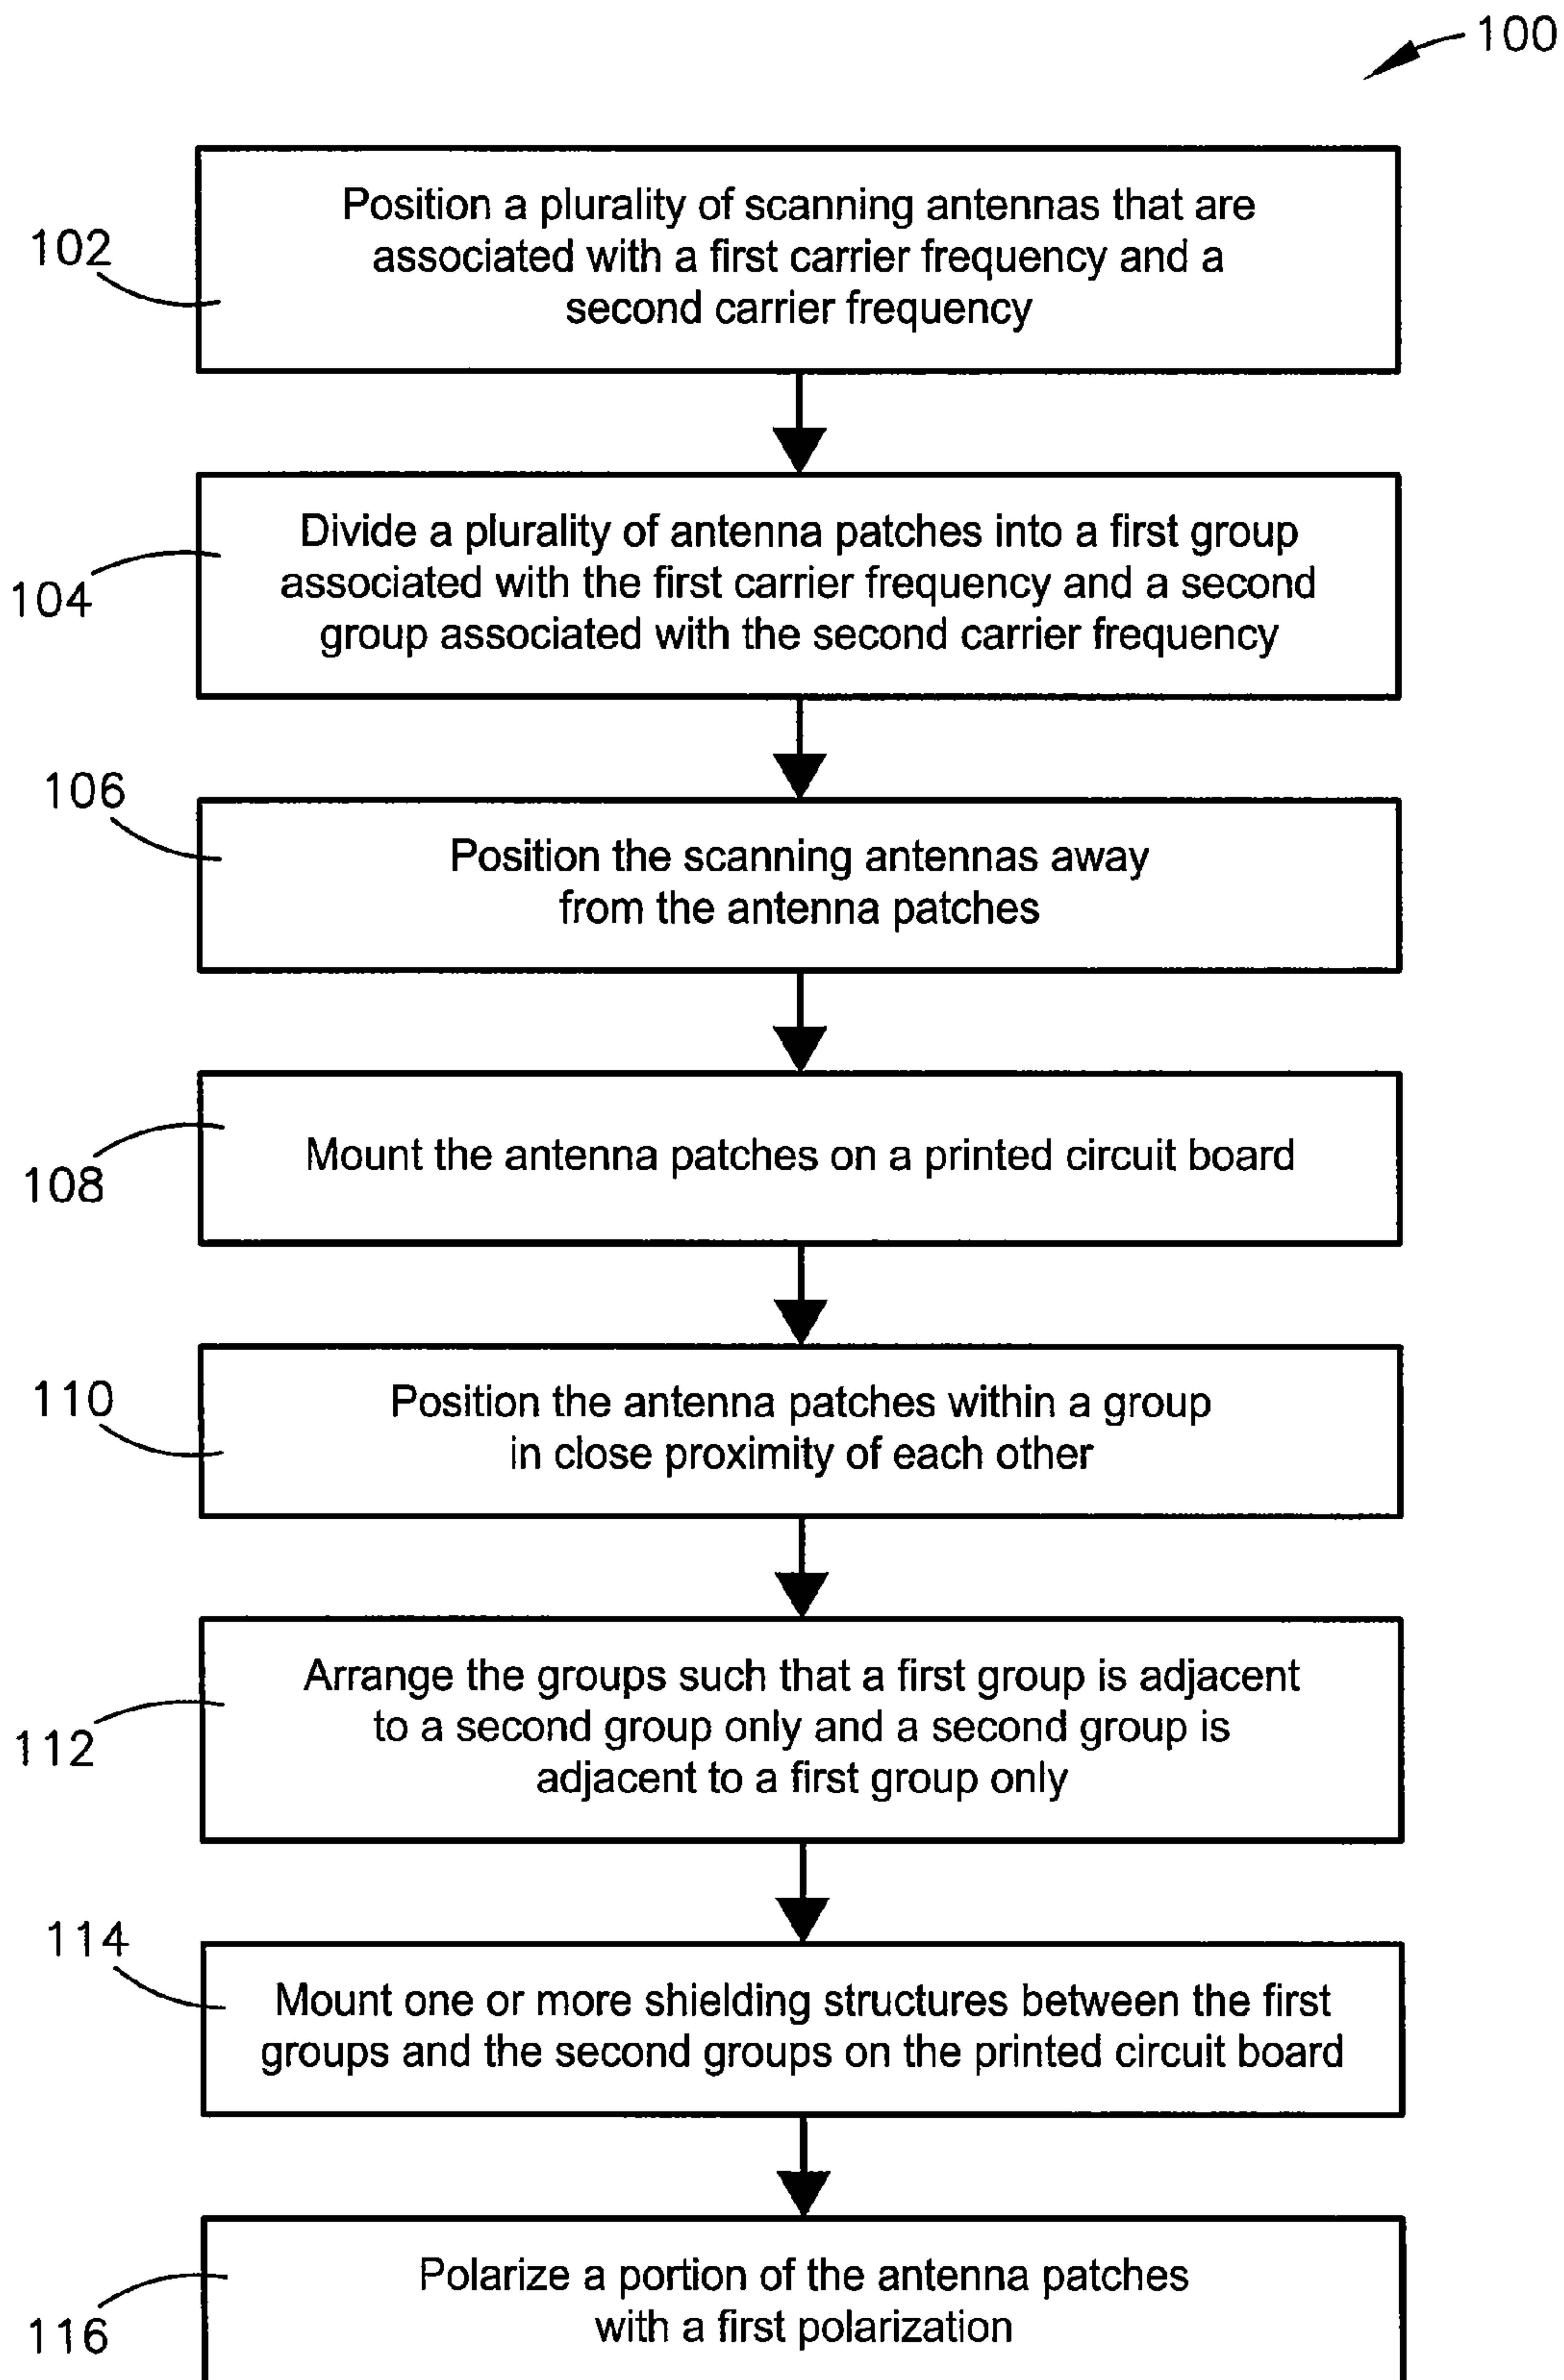 100
102
Position a plurality of scanning antennas that are
associated with a first carrier frequency and a
second carrier frequency
104
Divide a plurality of antenna patches into a first group
associated with the first carrier frequency and a second
group associated with the second carrier frequency
106
Position the scanning antennas away
from the antenna patches
108
Mount the antenna patches on a printed circuit board
110
Position the antenna patches within a group
in close proximity of each other
112
Arrange the groups such that a first group is adjacent
to a second group only and a second group is
adjacent to a first group only
114
Mount one or more shielding structures between the first
groups and the second groups on the printed circuit board
116
Polarize a portion of the antenna patches
with a first polarization